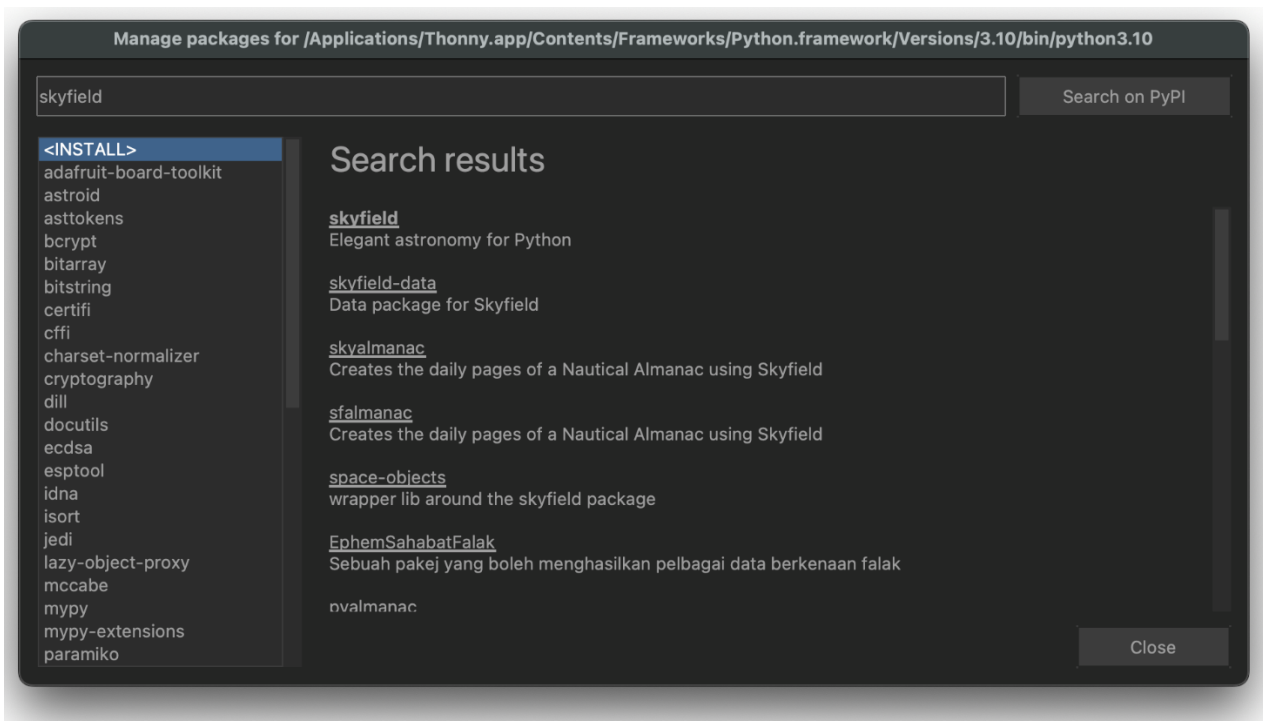 Manage packages for /Applications/Thonny.app/Contents/Frameworks/Python.framework/Versions/3.10/bin/python3.10
skyfield
Search on PyPI
<INSTALL>
adafruit-board-toolkit
astroid
asttokens
bcrypt
bitarray
bitstring
certifi
cffi
charset-normalizer
cryptography
dill
docutils
ecdsa
esptool
idna
isort
jedi
lazy-object-proxy
mccabe
mypy
mypy-extensions
paramiko
Search results
skyfield
Elegant astronomy for Python
skyfield-data
Data package for Skyfield
skyalmanac
Creates the daily pages of a Nautical Almanac using Skyfield
sfalmanac
Creates the daily pages of a Nautical Almanac using Skyfield
space-objects
wrapper lib around the skyfield package
EphemSahabatFalak
Sebuah pakej yang boleh menghasilkan pelbagai data berkenaan falak
pyalmanac
Close